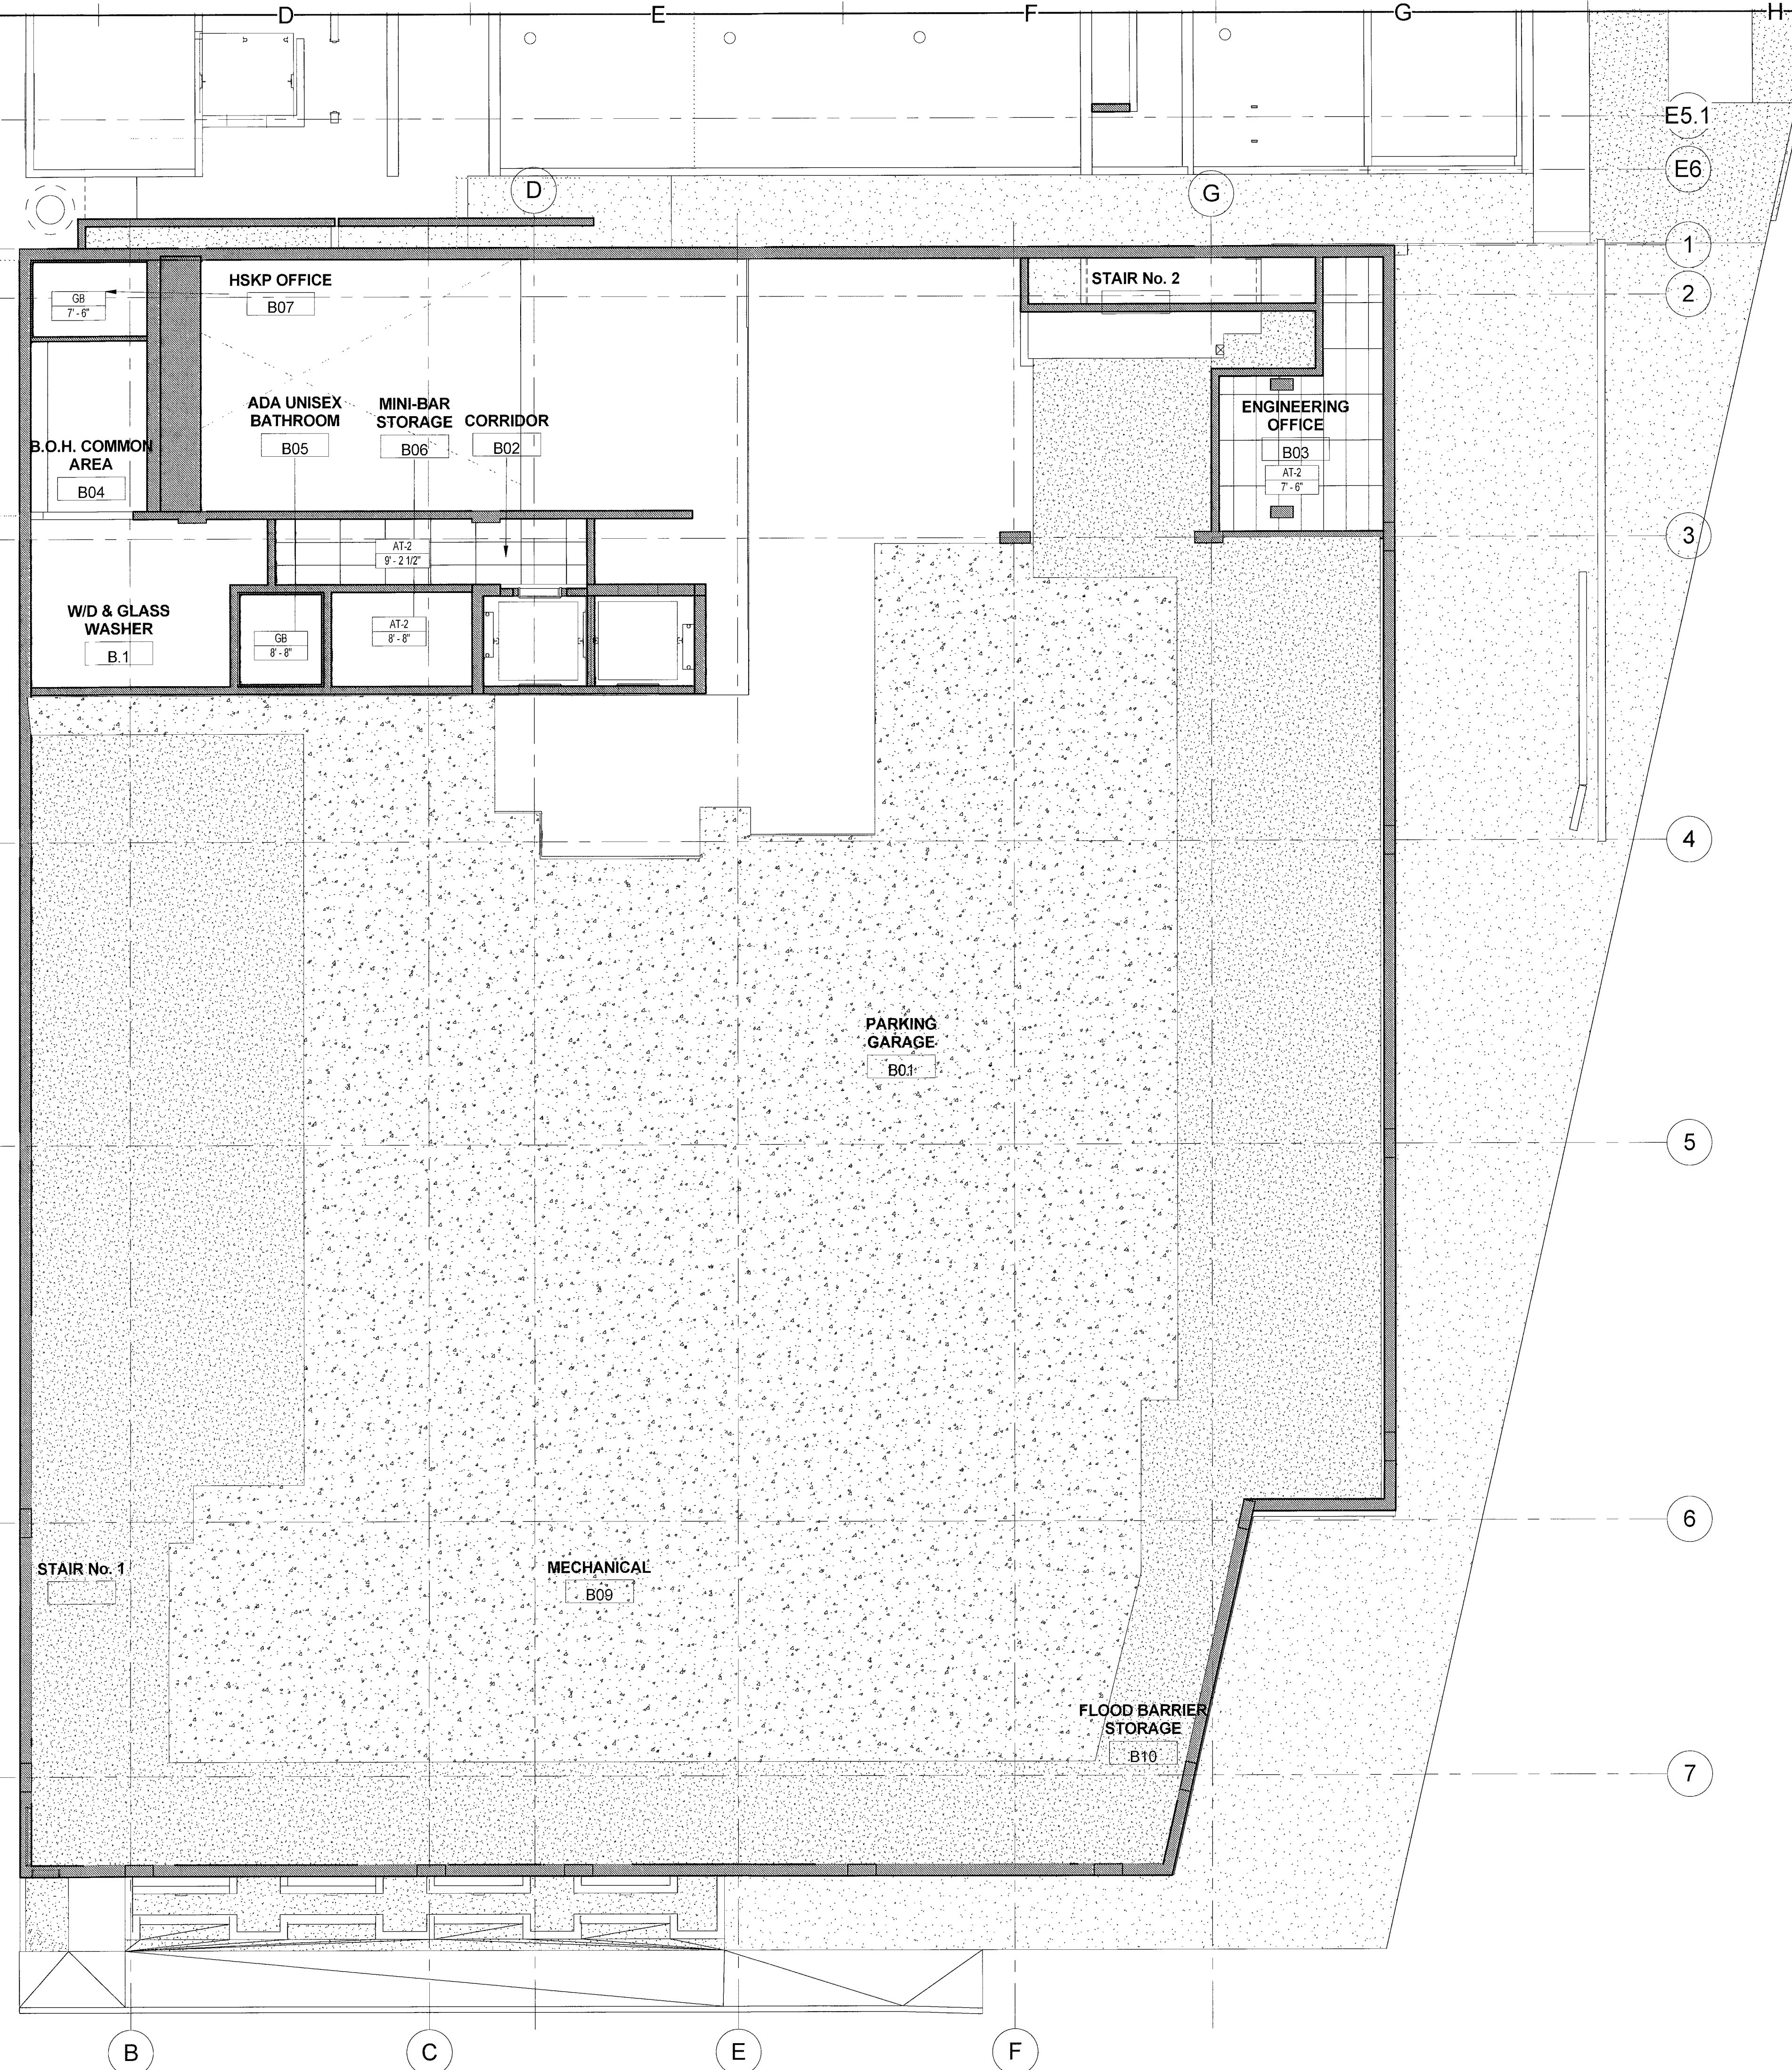 D
E
F
G
H
E5.1
E6
D
G
1
2
HSKP OFFICE
B07
GB
7' - 6"
STAIR No. 2
ADA UNISEX
BATHROOM
B05
MINI-BAR
STORAGE
B06
CORRIDOR
B02
ENGINEERING
OFFICE
B03
AT-2
7' - 6"
B.O.H. COMMON
AREA
B04
3
AT-2
9' - 2 1/2"
W/D & GLASS
WASHER
B.1
GB
8' - 8"
AT-2
8' - 8"
4
PARKING
GARAGE
B01
5
6
STAIR No. 1
MECHANICAL
B09
FLOOD BARRIER
STORAGE
B10
7
B
C
E
F